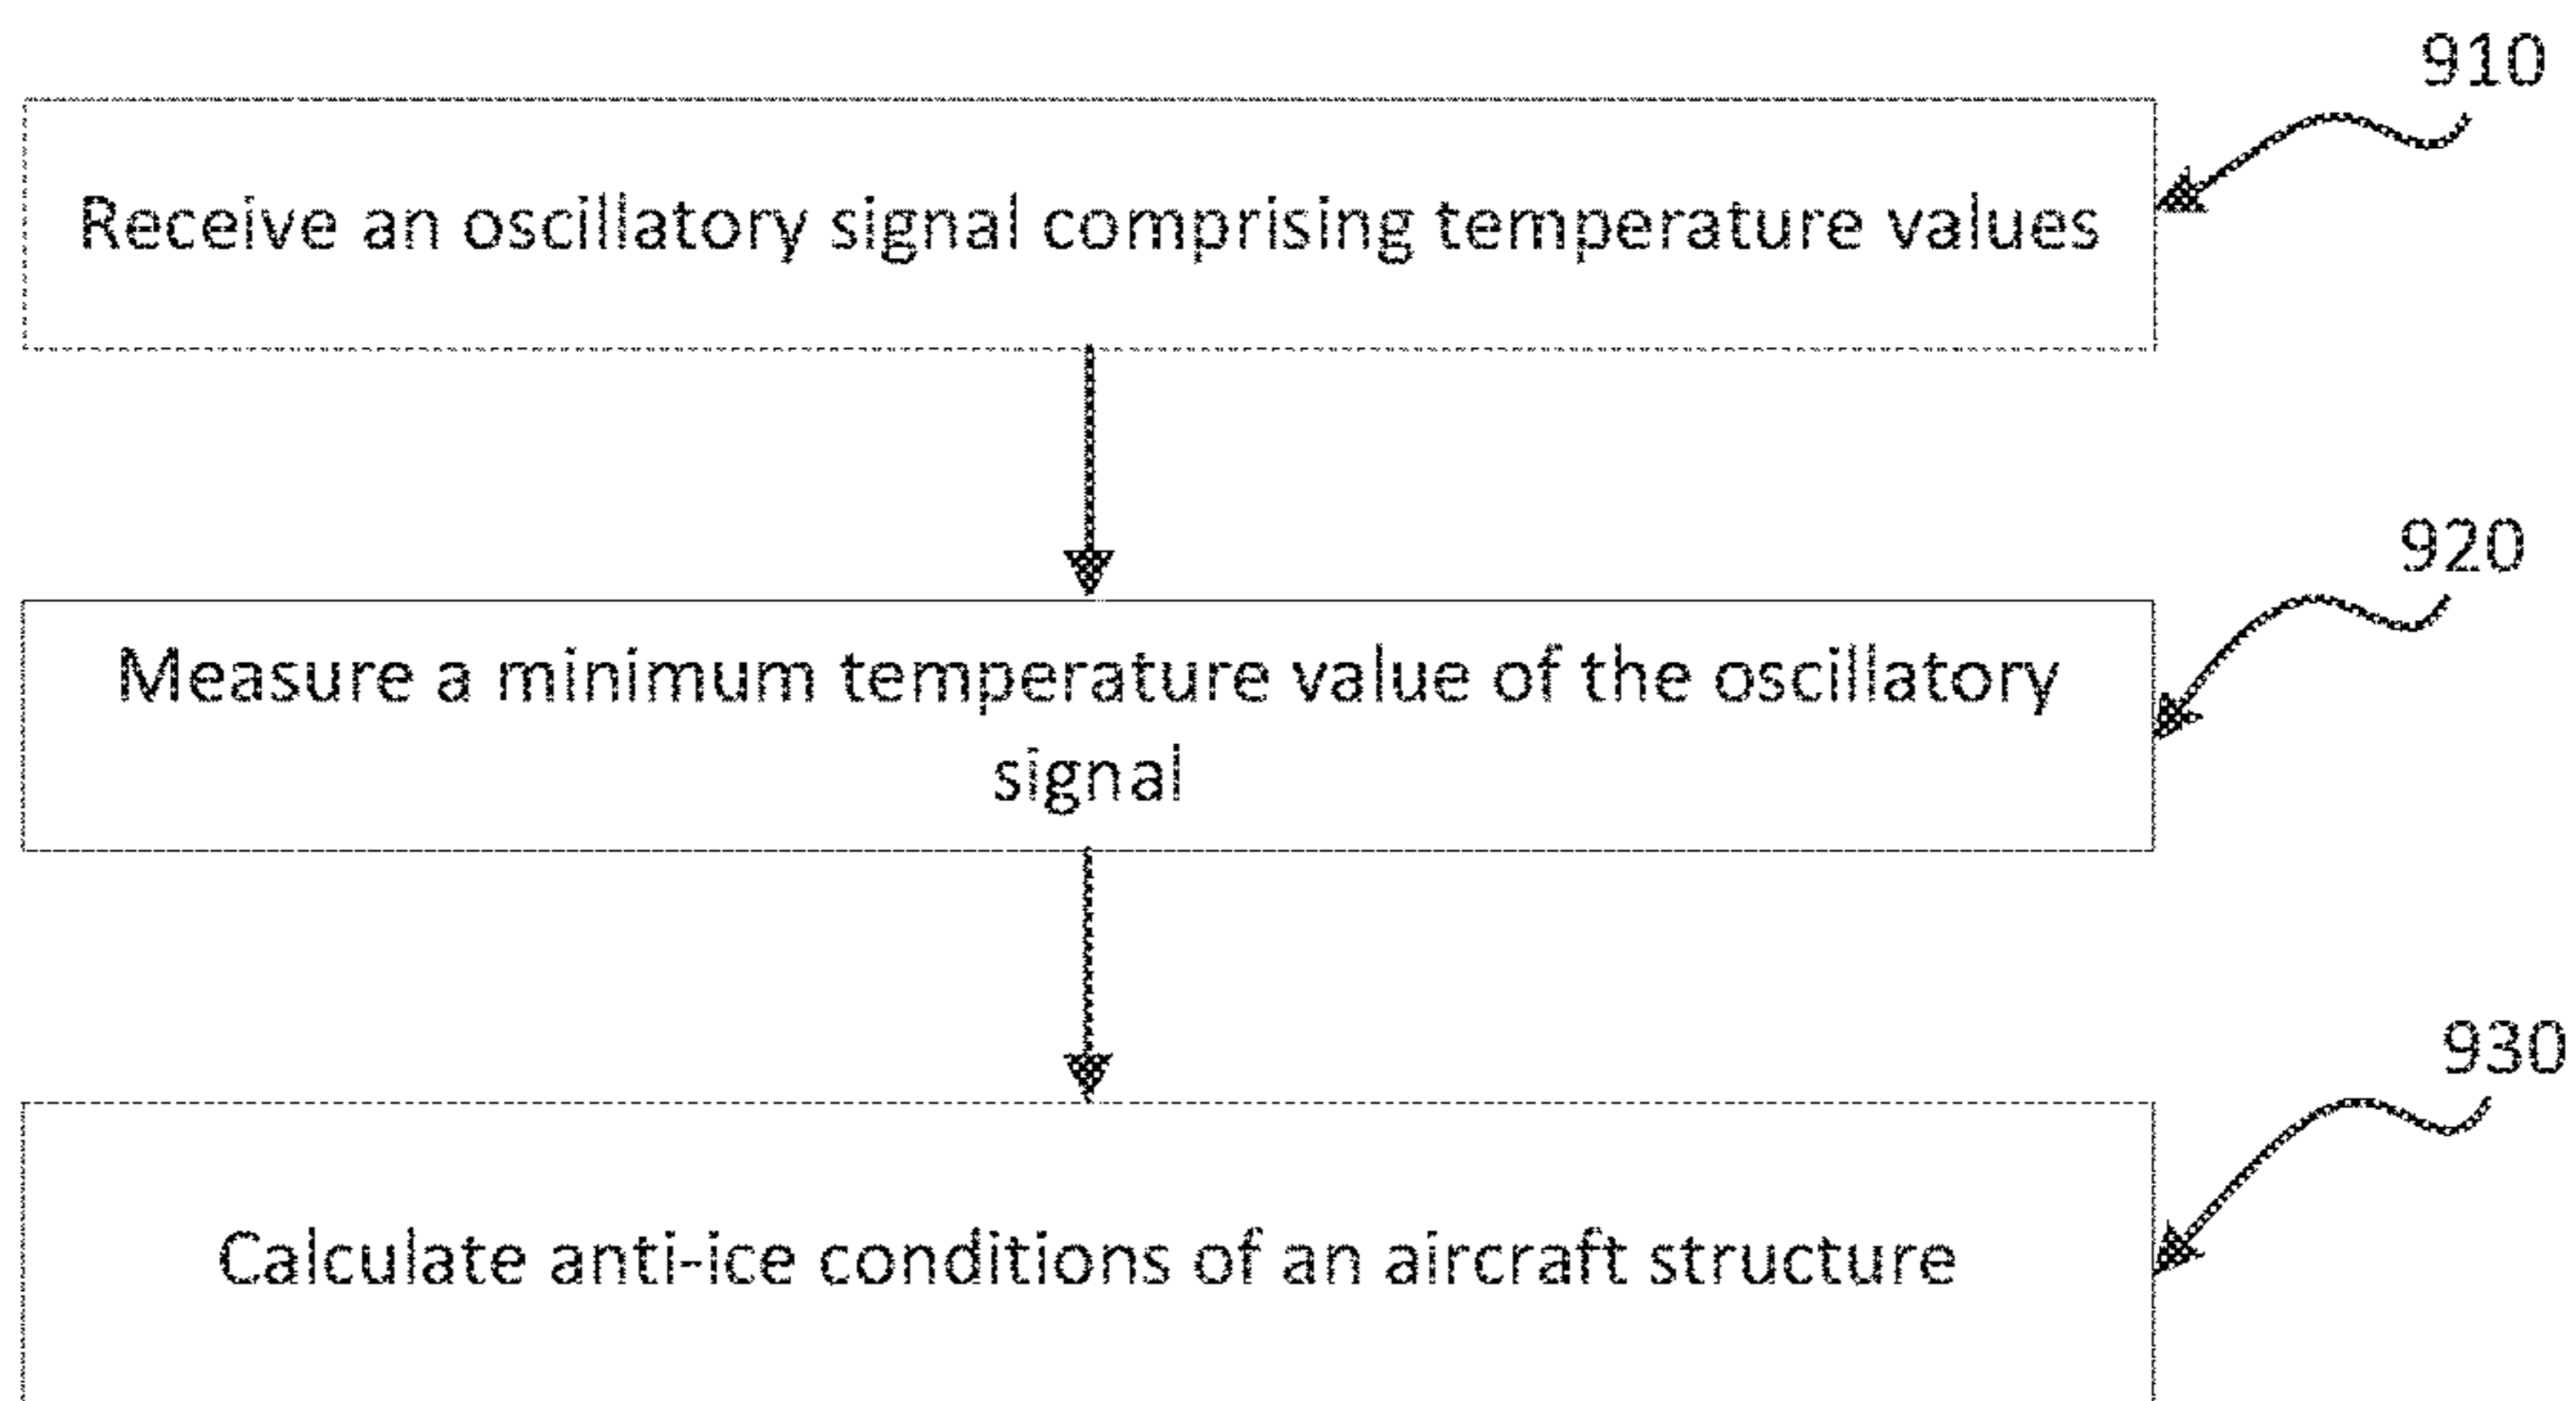 910
Receive an oscillatory signal comprising temperature values
920
Measure a minimum temperature value of the oscillatory
signal
930
Calculate anti-ice conditions of an aircraft structure